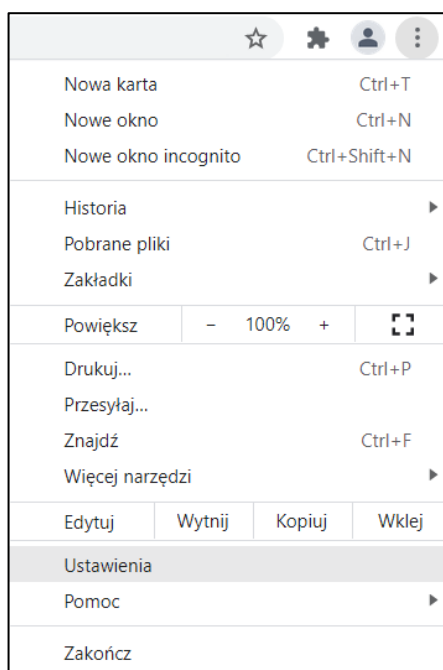 Nowa karta Ctrl+T
Nowe okno Ctrl+N
Nowe okno incognito Ctrl+Shift+N
Historia
Pobrane pliki Ctrl+J
Zakładki
Powiększ - 100% +
Drukuj... Ctrl+P
Przesyłaj...
Znajdź Ctrl+F
Więcej narzędzi
Edytuj Wytnij Kopiuj Wklej
Ustawienia
Pomoc
Zakończ